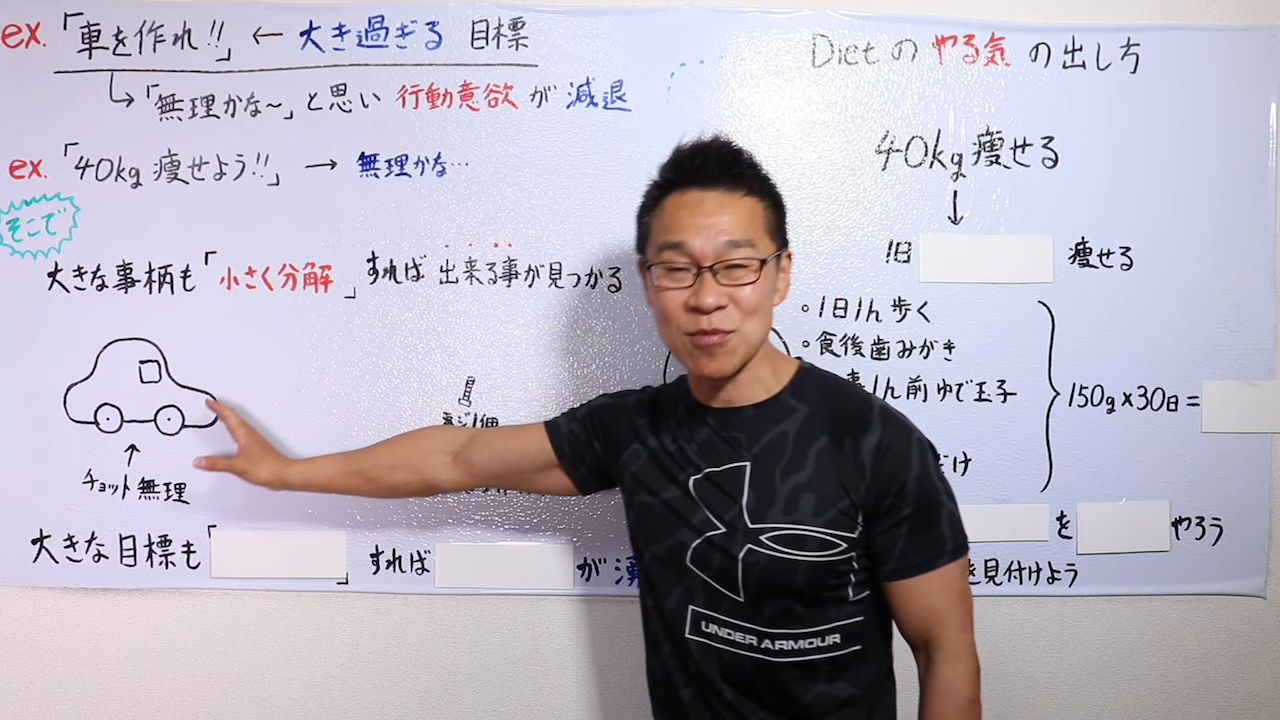 ex.「車を作れ!!」← 大き過ぎる 目標
「無理かな~」と思い 行動意欲 が 減退
ex.「40kg 痩せよう!!」→ 無理かな…
そこで
大きな事柄も「小さく分解」すれば 出来る事が見つかる
チョット無理
大きな目標も「 」すれば が 湧
Dietの やる気 の出し方
40kg痩せる
↓
1日 痩せる
◦1日1h 歩く
◦食後歯みがき
1h前 ゆで玉子
だけ
150g×30日=
を やろう
を見付けよう
UNDER ARMOUR